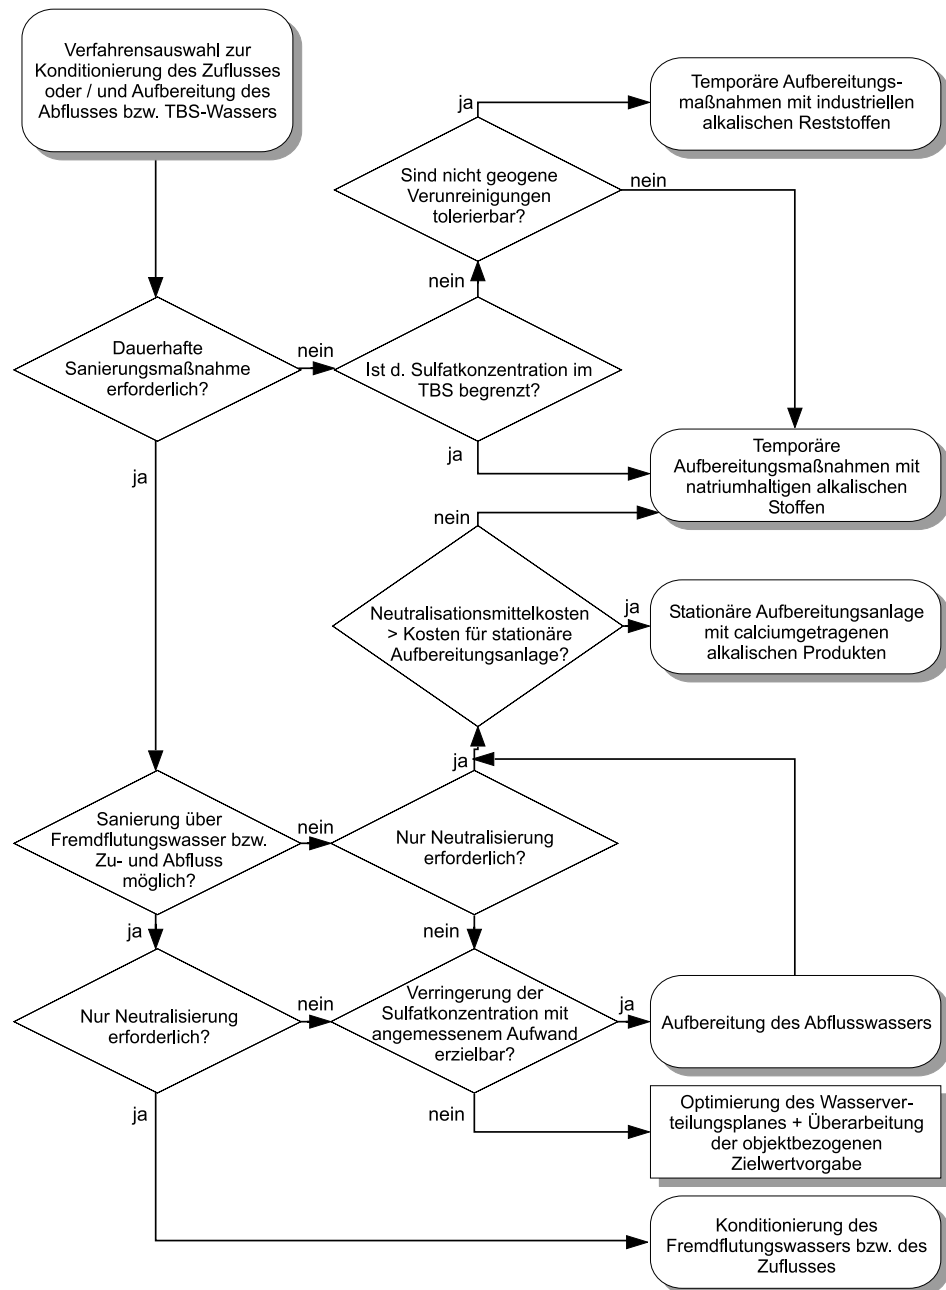 Verfahrensauswahl zur
Konditionierung des Zuflusses
oder / und Aufbereitung des
Abflusses bzw. TBS-Wassers
Temporäre Aufbereitungs-
maßnahmen mit industriellen
alkalischen Reststoffen
ja
Sind nicht geogene
Verunreinigungen
tolerierbar?
nein
nein
Dauerhafte
Sanierungsmaßnahme
erforderlich?
nein
Ist d. Sulfatkonzentration im
TBS begrenzt?
ja
ja
Temporäre
Aufbereitungsmaßnahmen mit
natriumhaltigen alkalischen
Stoffen
nein
Neutralisationsmittelkosten
> Kosten für stationäre
Aufbereitungsanlage?
ja
Stationäre Aufbereitungsanlage
mit calciumgetragenen
alkalischen Produkten
ja
Sanierung über
Fremdflutungswasser bzw.
Zu- und Abfluss
möglich?
nein
Nur Neutralisierung
erforderlich?
ja
nein
Nur Neutralisierung
erforderlich?
nein
Verringerung der
Sulfatkonzentration mit
angemessenem Aufwand
erzielbar?
ja
Aufbereitung des Abflusswassers
ja
nein
Optimierung des Wasserver-
teilungsplanes + Überarbeitung
der objektbezogenen
Zielwertvorgabe
Konditionierung des
Fremdflutungswassers bzw. des
Zuflusses